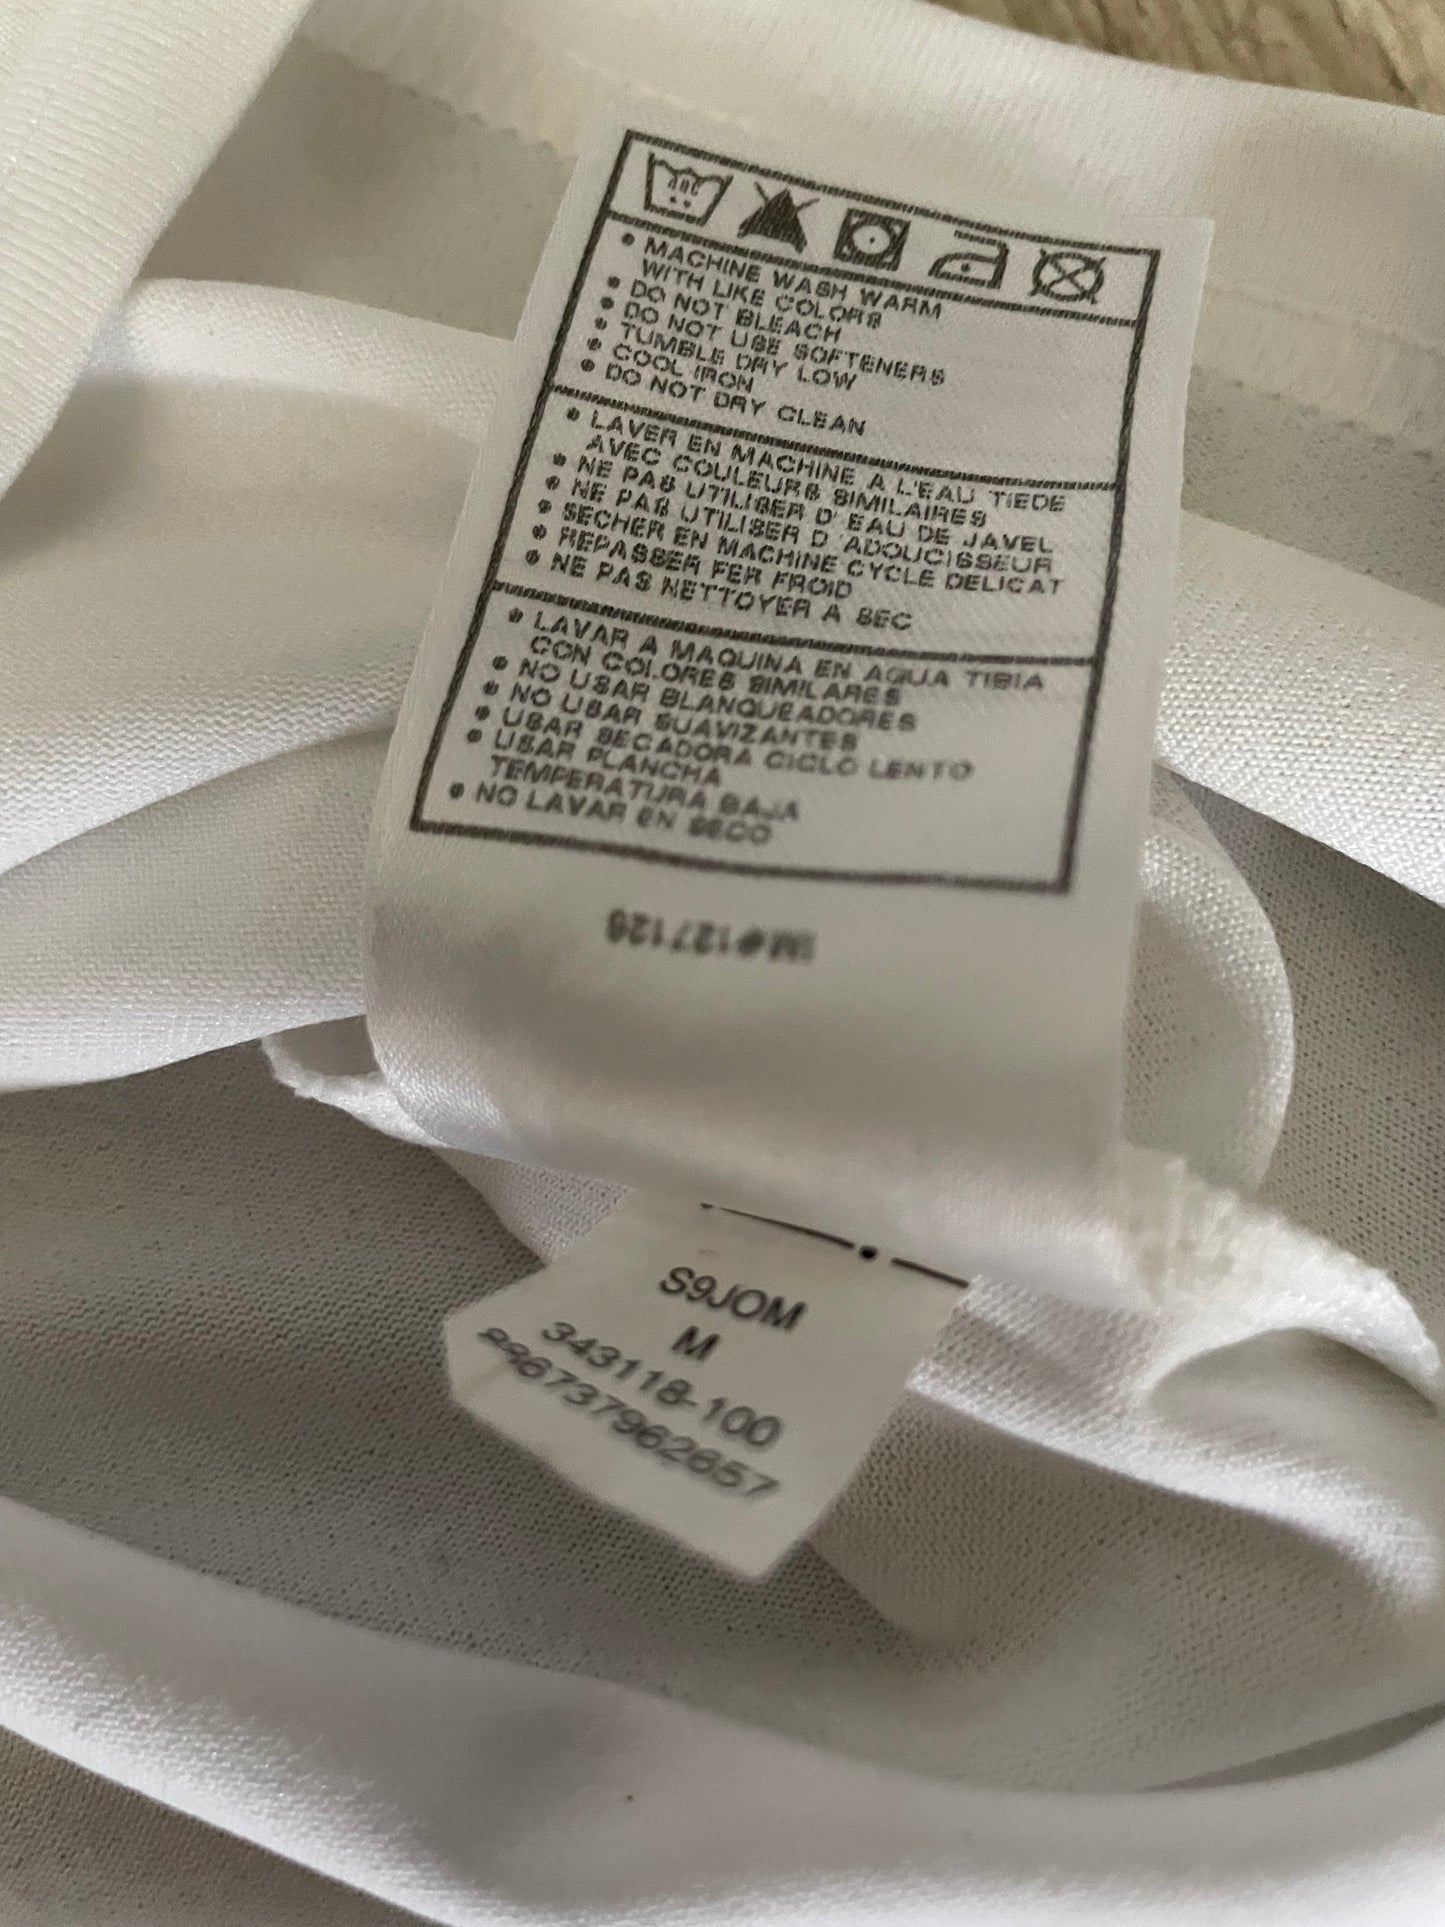 40C
• MACHINE WASH WARM
WITH LIKE COLORS
• DO NOT BLEACH
• DO NOT USE SOFTENERS
• TUMBLE DRY LOW
• COOL IRON
• DO NOT DRY CLEAN
• LAVER EN MACHINE A L'EAU TIEDE
AVEC COULEURS SIMILAIRES
• NE PAS UTILISER D' EAU DE JAVEL
• NE PAS UTILISER D 'ADOUCISSEUR
• SECHER EN MACHINE CYCLE DELICAT
• REPASSER FER FROID
• NE PAS NETTOYER A SEC
• LAVAR A MAQUINA EN AGUA TIBIA
CON COLORES SIMILARES
• NO USAR BLANQUEADORES
• NO USAR SUAVIZANTES
• USAR SECADORA CICLO LENTO
• USAR PLANCHA
TEMPERATURA BAJA
• NO LAVAR EN SECO
IM#127126
S9JOM
M
343118-100
886737962657